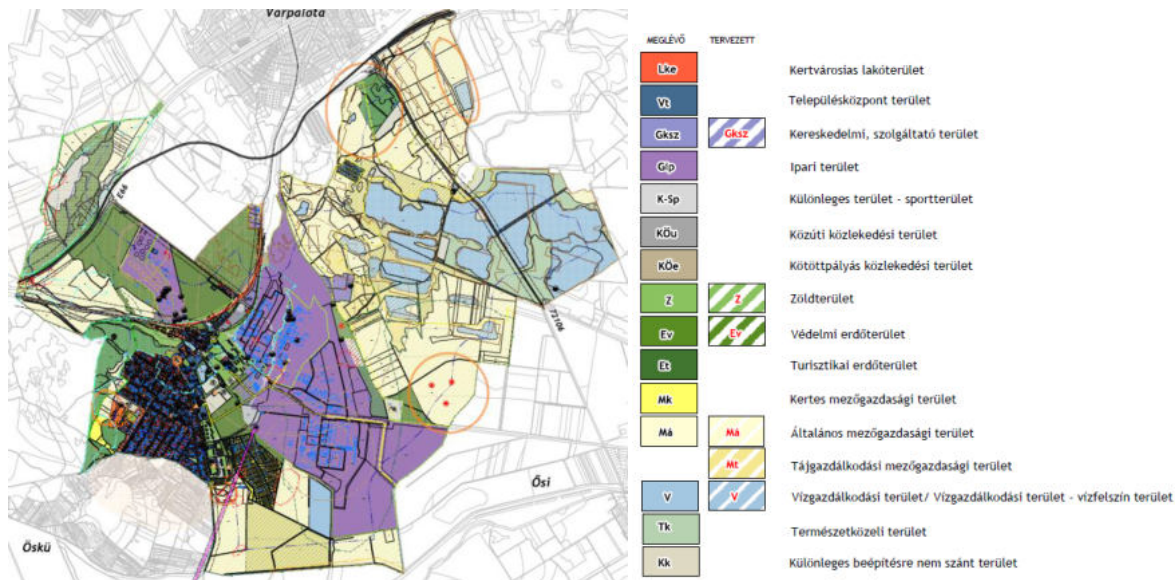 Várpalota
E66
72106
Ősi
Öskü
MEGLÉVŐ TERVEZETT
Lke Kertvárosias lakóterület
Vt Településközpont terület
Gksz Gksz Kereskedelmi, szolgáltató terület
Gip Ipari terület
K-Sp Különleges terület - sportterület
KÖu Közúti közlekedési terület
KÖe Kötöttpályás közlekedési terület
Z Z Zöldterület
Ev Ev Védelmi erdőterület
Et Turisztikai erdőterület
Mk Kertes mezőgazdasági terület
Má Má Általános mezőgazdasági terület
Mt Tájgazdálkodási mezőgazdasági terület
V V Vízgazdálkodási terület/ Vízgazdálkodási terület - vízfelszín terület
Tk Természetközeli terület
Kk Különleges beépítésre nem szánt terület